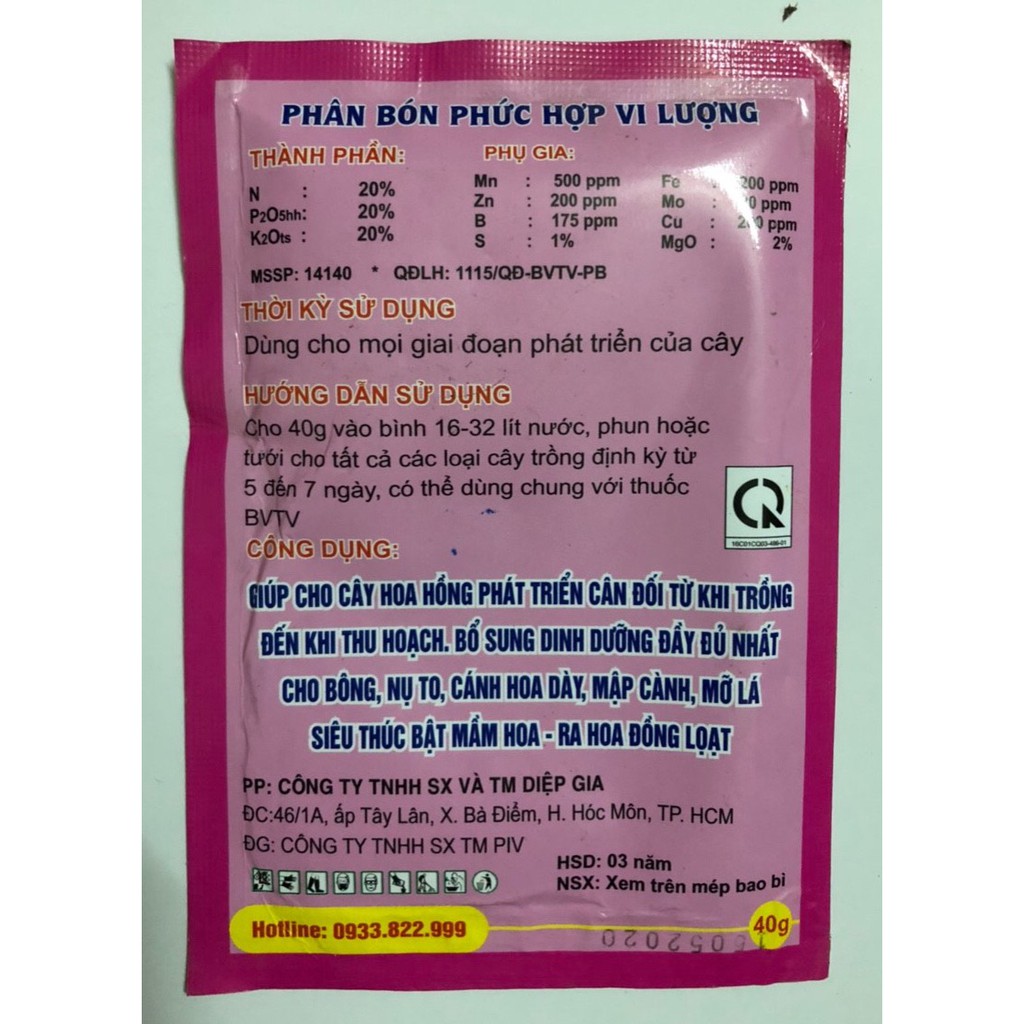 PHÂN BÓN PHỨC HỢP VI LƯỢNG
THÀNH PHẦN:
N : 20%
P2O5hh: 20%
K2Ots : 20%
PHỤ GIA:
Mn : 500 ppm
Zn : 200 ppm
B : 175 ppm
S : 1%
Fe : 200 ppm
Mo : ppm
Cu : ppm
MgO : 2%
MSSP: 14140 * QĐLH: 1115/QĐ-BVTV-PB
THỜI KỲ SỬ DỤNG
Dùng cho mọi giai đoạn phát triển của cây
HƯỚNG DẪN SỬ DỤNG
Cho 40g vào bình 16-32 lít nước, phun hoặc
tưới cho tất cả các loại cây trồng định kỳ từ
5 đến 7 ngày, có thể dùng chung với thuốc
BVTV
CÔNG DỤNG:
GIÚP CHO CÂY HOA HỒNG PHÁT TRIỂN CÂN ĐỐI TỪ KHI TRỒNG
ĐẾN KHI THU HOẠCH. BỔ SUNG DINH DƯỠNG ĐẦY ĐỦ NHẤT
CHO BÔNG, NỤ TO, CÁNH HOA DÀY, MẬP CÀNH, MỠ LÁ
SIÊU THÚC BẬT MẦM HOA - RA HOA ĐỒNG LOẠT
PP: CÔNG TY TNHH SX VÀ TM DIỆP GIA
ĐC:46/1A, ấp Tây Lân, X. Bà Điểm, H. Hóc Môn, TP. HCM
ĐG: CÔNG TY TNHH SX TM PIV
HSD: 03 năm
NSX: Xem trên mép bao bì
Hotline: 0933.822.999
40g